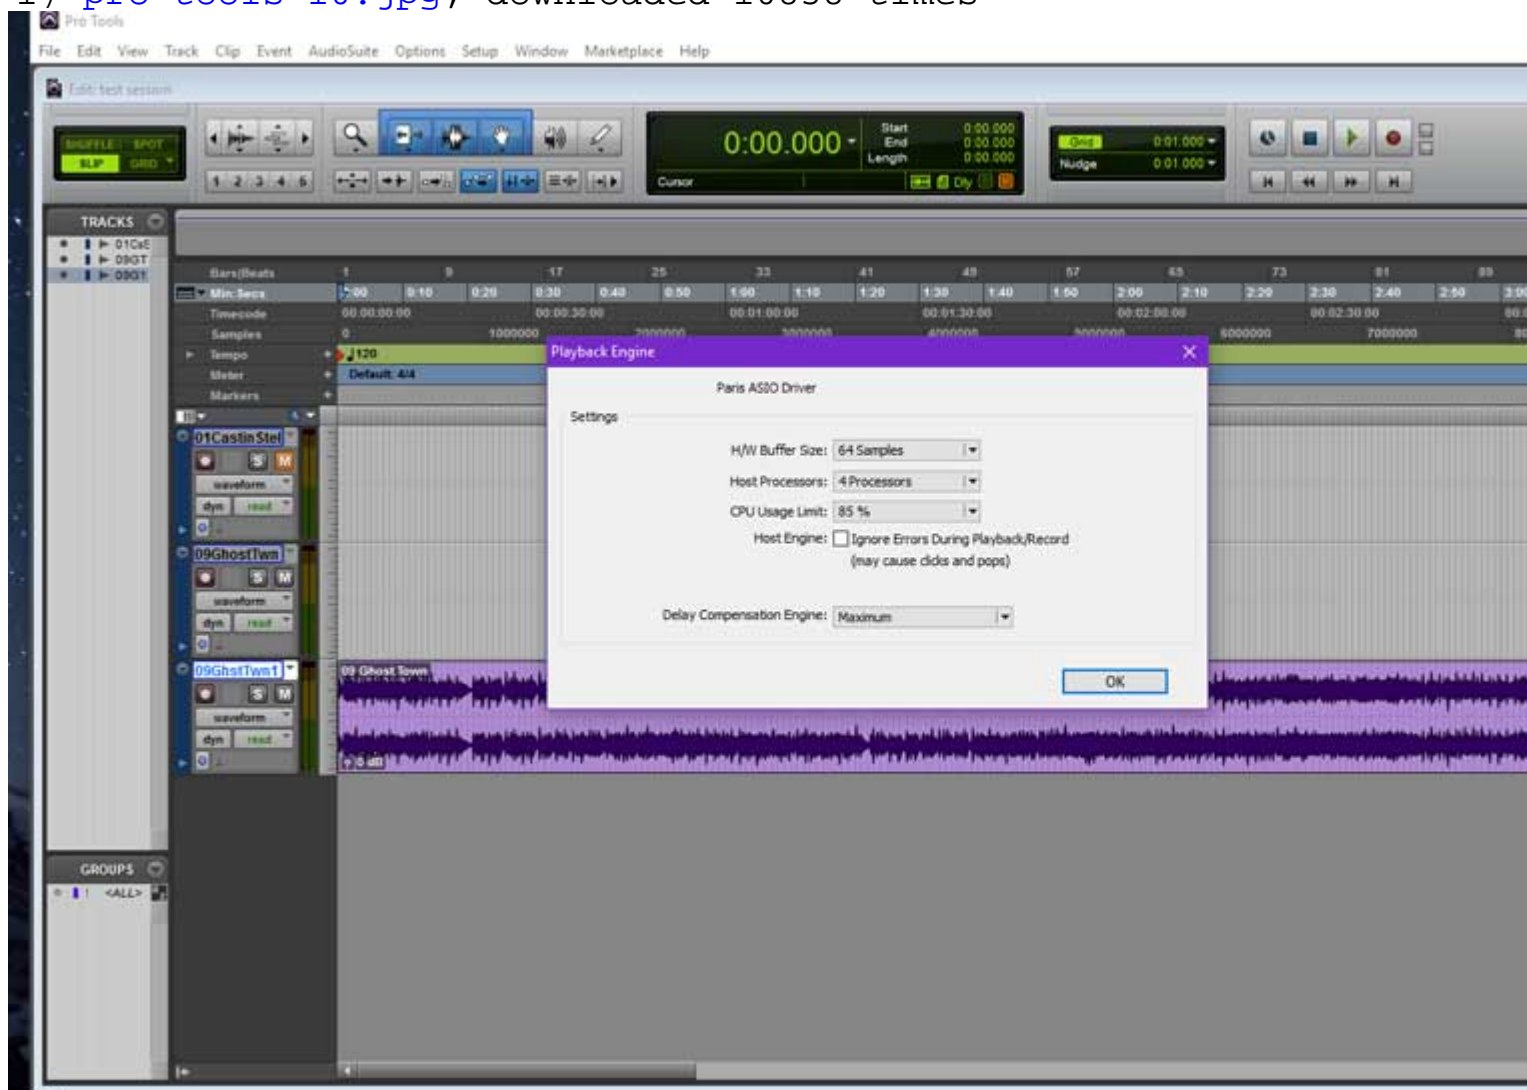 Pro Tools
File Edit View Track Clip Event AudioSuite Options Setup Window Marketplace Help
Edit: test session
SHUFFLE SPOT
SLIP GRID
1 2 3 4 5
0:00.000
Start 0:00.000
End 0:00.000
Length 0:00.000
Cursor
Dly
Grid 0:01.000
Nudge 0:01.000
TRACKS
01CsS
09GT
09GT
Bars|Beats 1 9 17 25 33 41 49 57 65 73 81 89
Min:Secs 0:00 0:10 0:20 0:30 0:40 0:50 1:00 1:10 1:20 1:30 1:40 1:50 2:00 2:10 2:20 2:30 2:40 2:50 3:00
Timecode 00:00:00:00 00:00:30:00 00:01:00:00 00:01:30:00 00:02:00:00 00:02:30:00
Samples 0 1000000 2000000 3000000 4000000 5000000 6000000 7000000
Tempo 120
Meter Default: 4/4
Markers
Playback Engine
Paris ASIO Driver
Settings
H/W Buffer Size: 64 Samples
Host Processors: 4 Processors
CPU Usage Limit: 85 %
Host Engine: Ignore Errors During Playback/Record
(may cause clicks and pops)
Delay Compensation Engine: Maximum
OK
01CastinStel
S M
waveform
dyn read
09GhostTwn
S M
waveform
dyn read
09GhstTwn1
S M
waveform
dyn read
09 Ghost Town
0 dB
GROUPS
! <ALL>